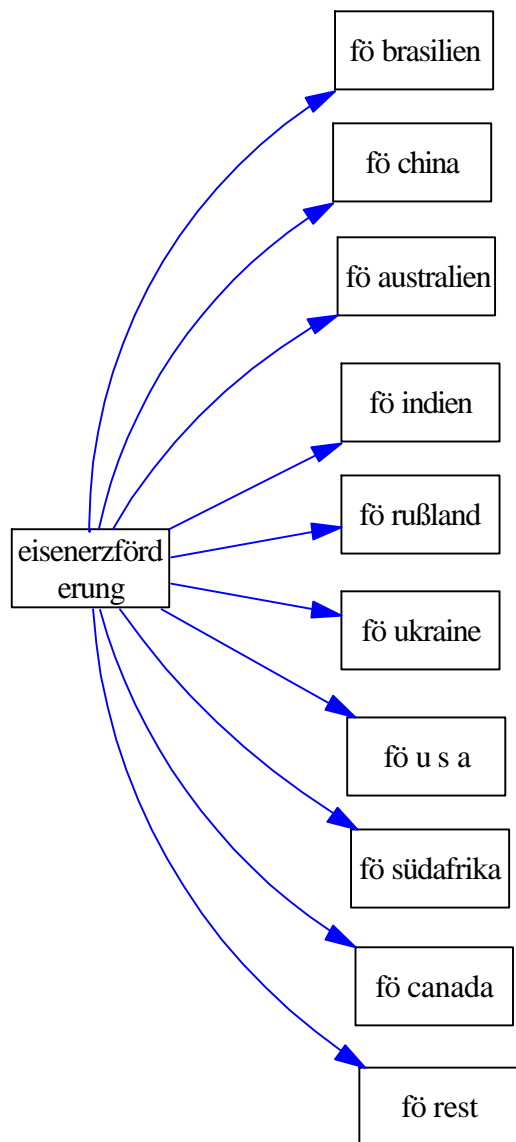 fö brasilien
fö china
fö australien
fö indien
fö rußland
eisenerzförd
erung
fö ukraine
fö u s a
fö südafrika
fö canada
fö rest